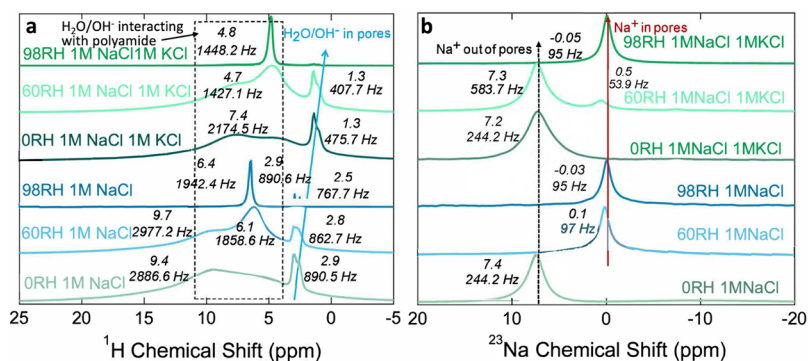 a
H₂O/OH⁻ interacting
with polyamide
4.8
1448.2 Hz
H₂O/OH⁻ in pores
98RH 1M NaCl1M KCl
4.7
1427.1 Hz
1.3
407.7 Hz
60RH 1M NaCl 1M KCl
7.4
2174.5 Hz
1.3
475.7 Hz
0RH 1M NaCl 1M KCl
6.4
1942.4 Hz
2.9
890.6 Hz
2.5
767.7 Hz
98RH 1M NaCl
9.7
2977.2 Hz
6.1
1858.6 Hz
2.8
862.7 Hz
60RH 1M NaCl
9.4
2886.6 Hz
2.9
890.5 Hz
0RH 1M NaCl
25 20 15 10 5 0 -5
¹H Chemical Shift (ppm)
b
-0.05
95 Hz
Na⁺ in pores
Na⁺ out of pores
98RH 1MNaCl 1MKCl
7.3
583.7 Hz
0.5
53.9 Hz
60RH 1MNaCl 1MKCl
7.2
244.2 Hz
0RH 1MNaCl 1MKCl
-0.03
95 Hz
98RH 1MNaCl
0.1
97 Hz
60RH 1MNaCl
7.4
244.2 Hz
0RH 1MNaCl
20 10 0 -10 -20
²³Na Chemical Shift (ppm)